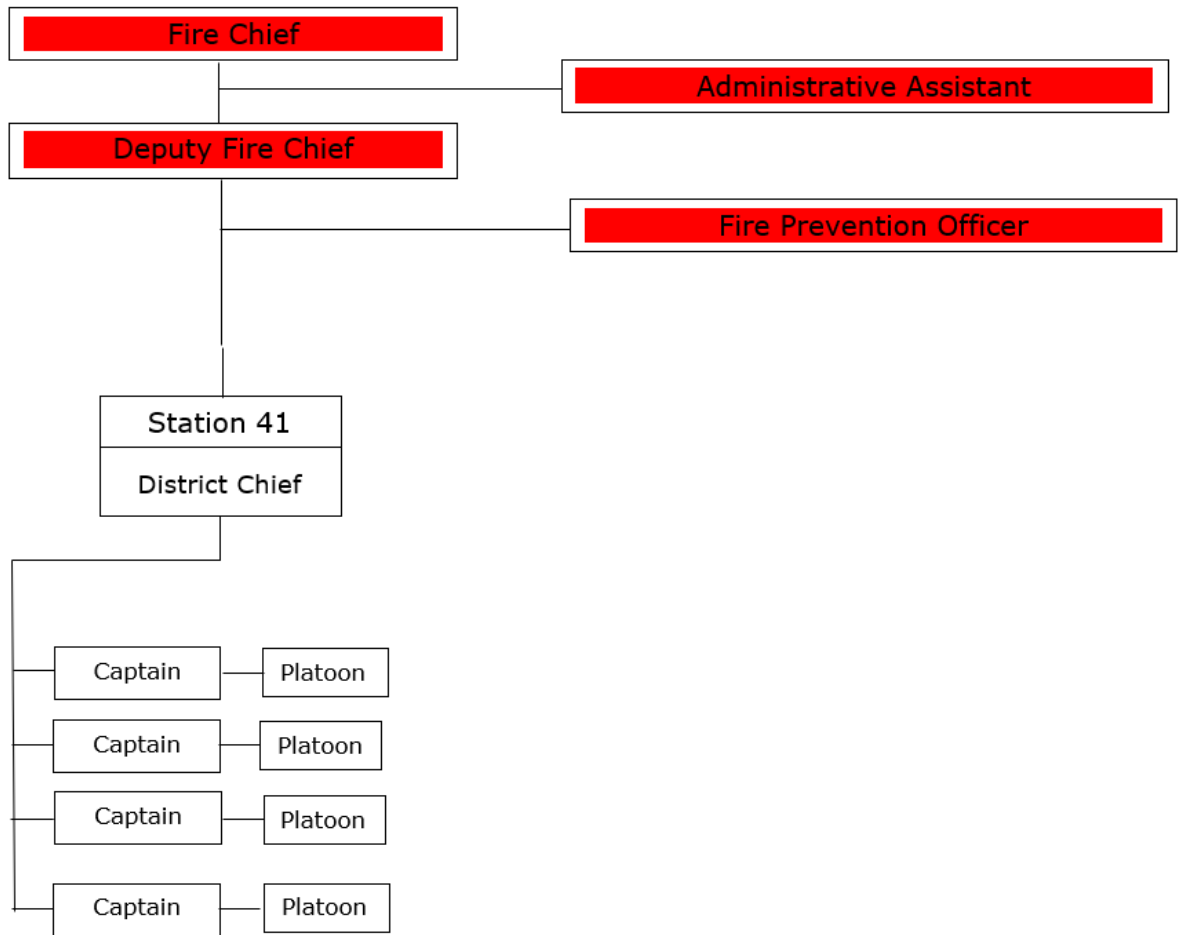 Fire Chief
Administrative Assistant
Deputy Fire Chief
Fire Prevention Officer
Station 41
District Chief
Captain
Platoon
Captain
Platoon
Captain
Platoon
Captain
Platoon